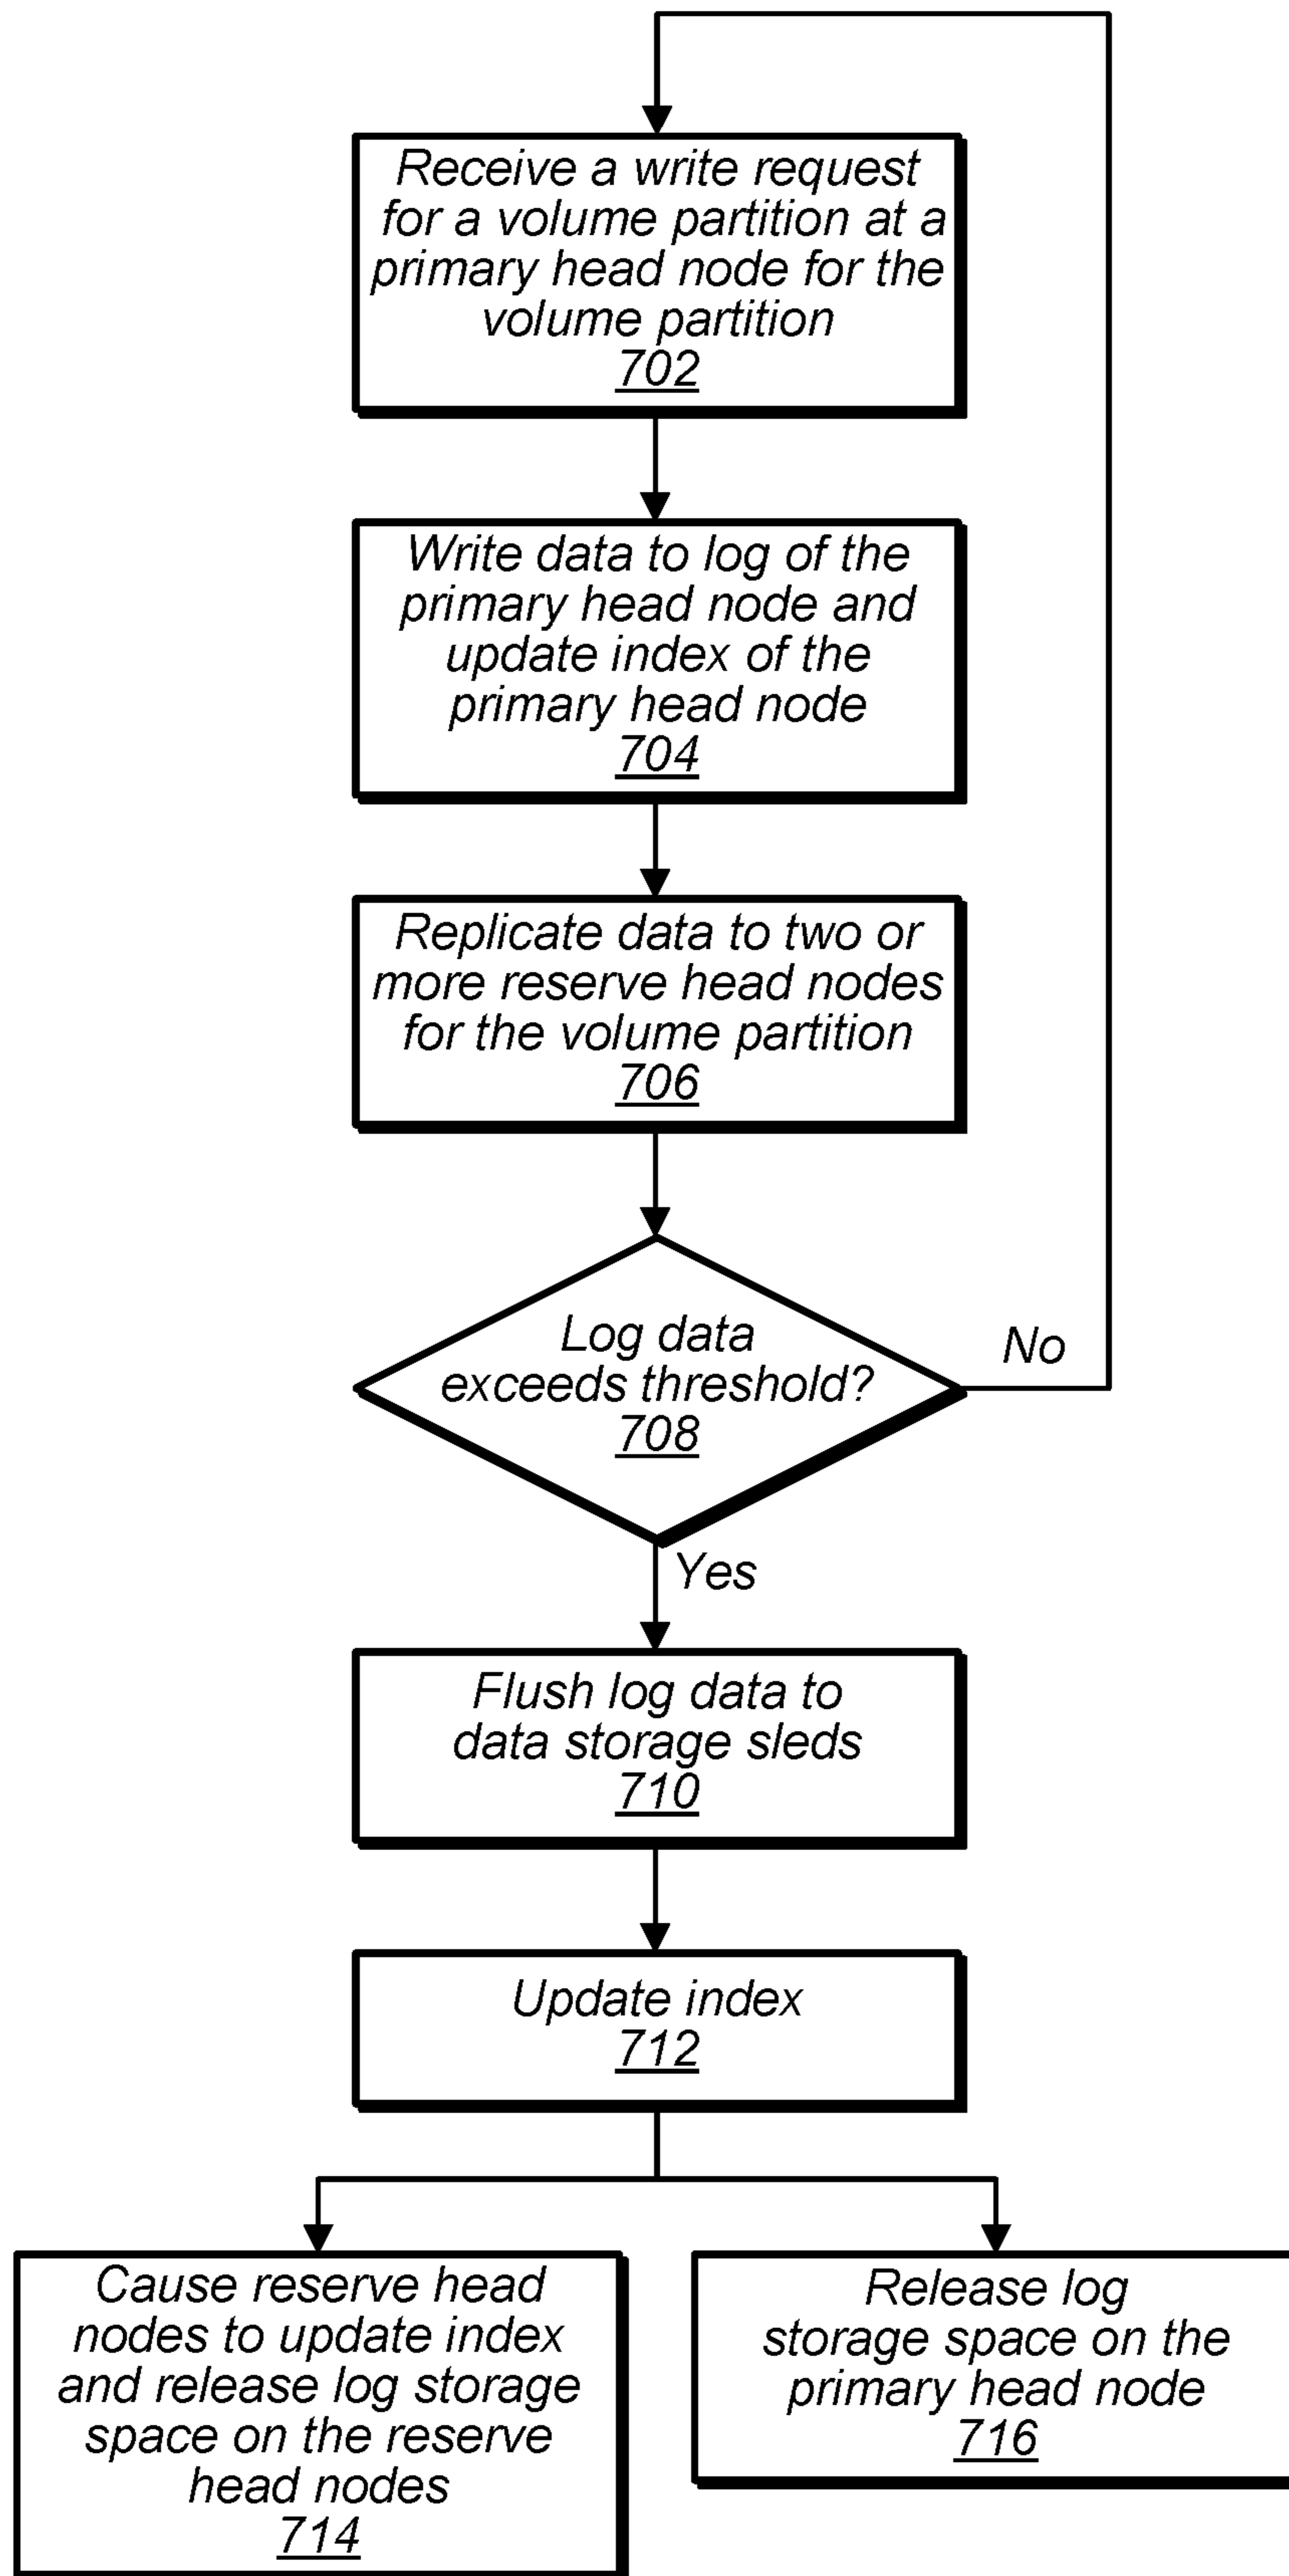 Receive a write request
for a volume partition at a
primary head node for the
volume partition
702
Write data to log of the
primary head node and
update index of the
primary head node
704
Replicate data to two or
more reserve head nodes
for the volume partition
706
Log data
exceeds threshold?
708
No
Yes
Flush log data to
data storage sleds
710
Update index
712
Cause reserve head
nodes to update index
and release log storage
space on the reserve
head nodes
714
Release log
storage space on the
primary head node
716